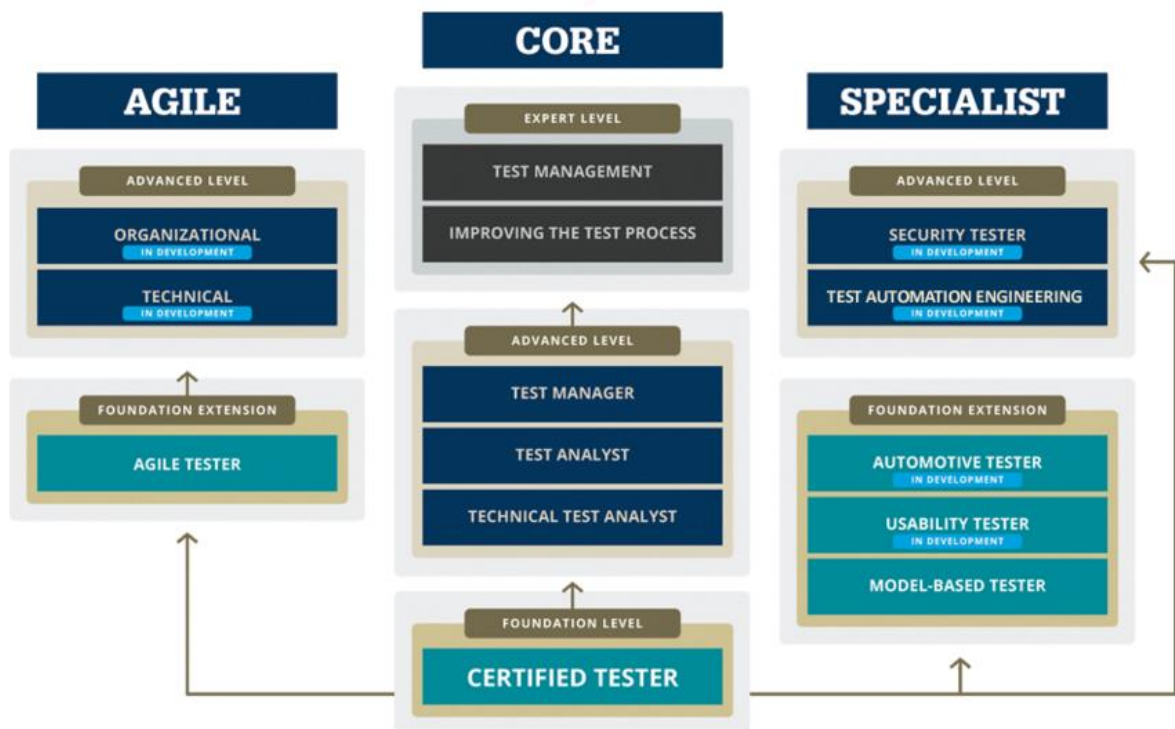 CORE
AGILE
SPECIALIST
EXPERT LEVEL
TEST MANAGEMENT
IMPROVING THE TEST PROCESS
ADVANCED LEVEL
ORGANIZATIONAL
IN DEVELOPMENT
TECHNICAL
IN DEVELOPMENT
ADVANCED LEVEL
SECURITY TESTER
IN DEVELOPMENT
TEST AUTOMATION ENGINEERING
IN DEVELOPMENT
ADVANCED LEVEL
TEST MANAGER
TEST ANALYST
TECHNICAL TEST ANALYST
FOUNDATION EXTENSION
AGILE TESTER
FOUNDATION EXTENSION
AUTOMOTIVE TESTER
IN DEVELOPMENT
USABILITY TESTER
IN DEVELOPMENT
MODEL-BASED TESTER
FOUNDATION LEVEL
CERTIFIED TESTER